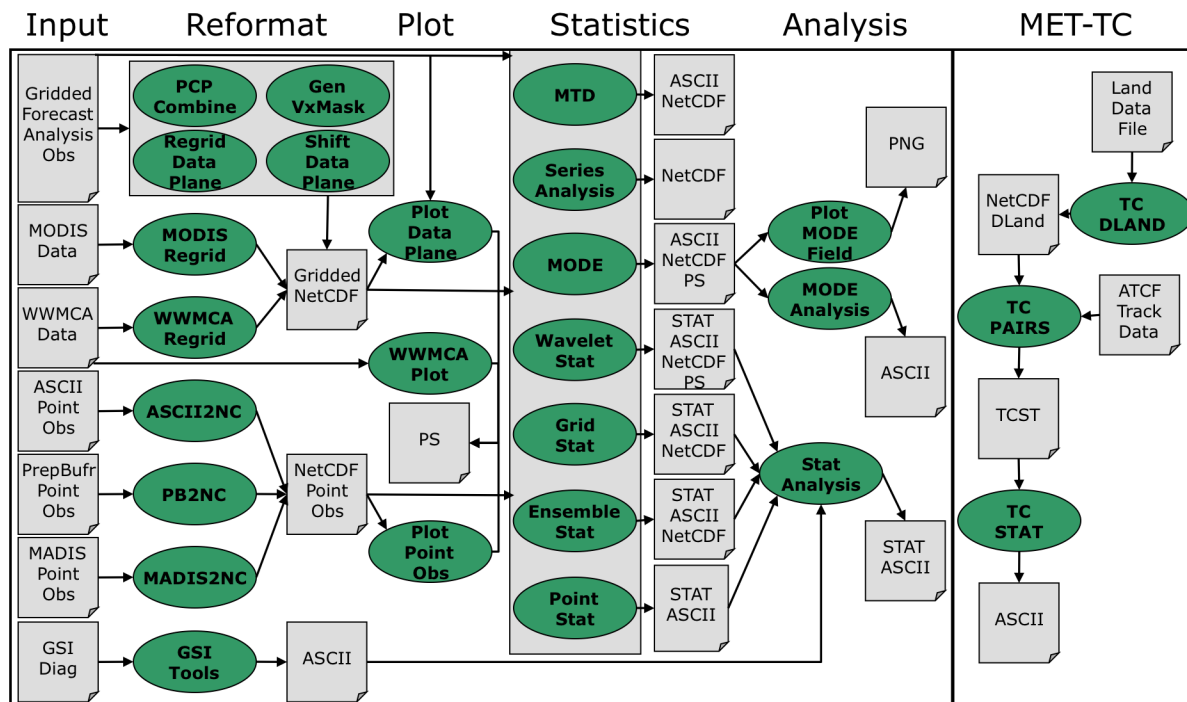 Input
Reformat
Plot
Statistics
Analysis
MET-TC
Gridded
Forecast
Analysis
Obs
PCP
Combine
Gen
VxMask
Regrid
Data
Plane
Shift
Data
Plane
MODIS
Data
MODIS
Regrid
WWMCA
Data
WWMCA
Regrid
Gridded
NetCDF
Plot
Data
Plane
WWMCA
Plot
PS
ASCII
Point
Obs
ASCII2NC
PrepBufr
Point
Obs
PB2NC
MADIS
Point
Obs
MADIS2NC
NetCDF
Point
Obs
Plot
Point
Obs
GSI
Diag
GSI
Tools
ASCII
MTD
ASCII
NetCDF
Series
Analysis
NetCDF
MODE
ASCII
NetCDF
PS
Wavelet
Stat
STAT
ASCII
NetCDF
PS
Grid
Stat
STAT
ASCII
NetCDF
Ensemble
Stat
STAT
ASCII
NetCDF
Point
Stat
STAT
ASCII
PNG
Plot
MODE
Field
MODE
Analysis
ASCII
Stat
Analysis
STAT
ASCII
Land
Data
File
NetCDF
DLand
TC
DLAND
TC
PAIRS
ATCF
Track
Data
TCST
TC
STAT
ASCII